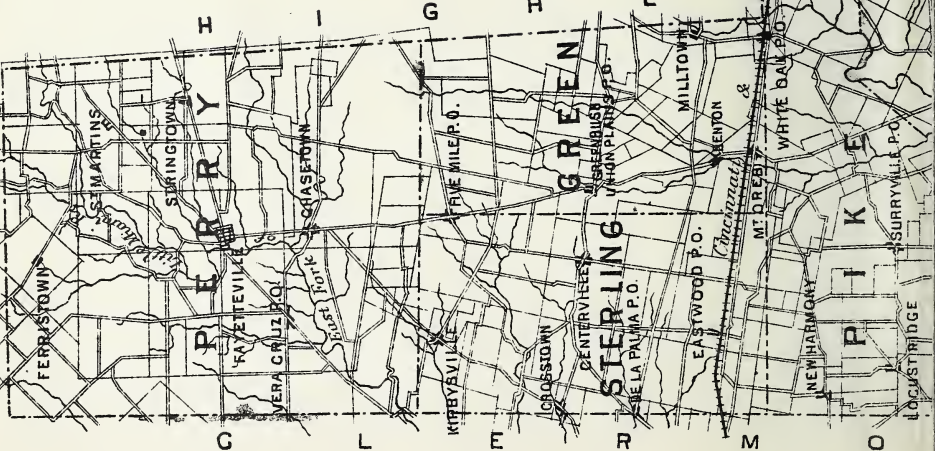 H I G H
FERRISTOWN
ST. MARTINS
STRINGTOWN
PERRY
FAYETTEVILLE
VERA CRUZ P.O.
CHASETOWN
East Fork
FIVE MILE P.O.
KIRBYSVILLE
CROSSTOWN
CENTERVILLE
STERLING
DE LA PALMA P.O.
EASTWOOD P.O.
GREEN
GREENBUSH
UNION PLAINS P.O.
MILLTOWN
BENTON
Cincinnati &
MT. OREB
WHITE OAK P.O.
NEW HARMONY
PIKE
SURRYVILLE P.O.
LOCUST RIDGE
G L E R M O